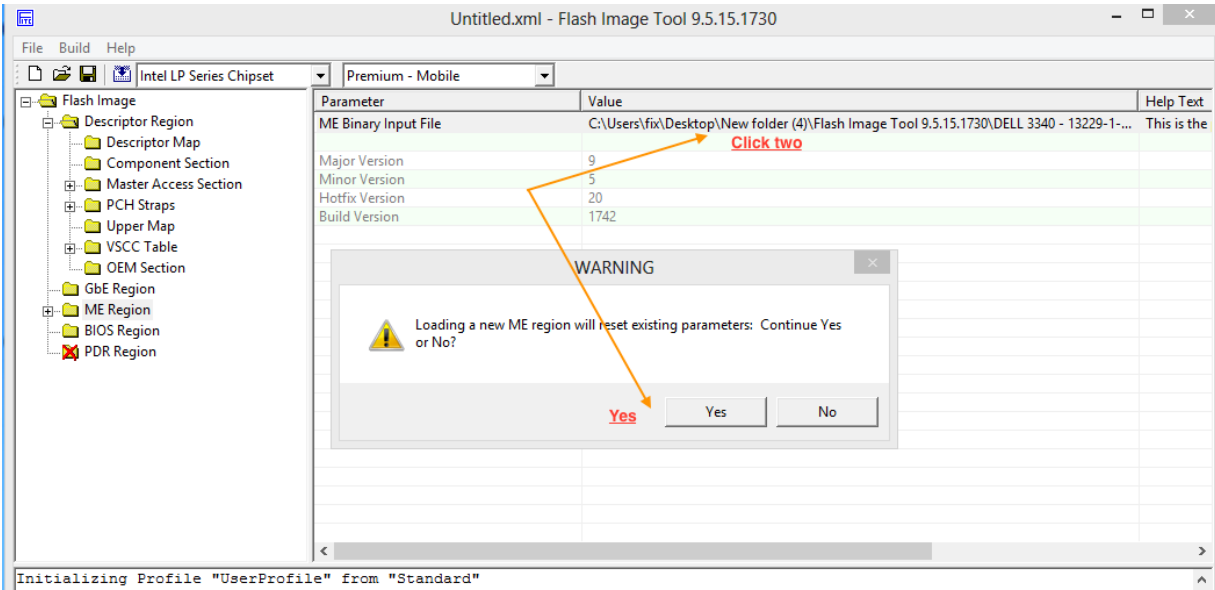 Untitled.xml - Flash Image Tool 9.5.15.1730
File Build Help
Intel LP Series Chipset Premium - Mobile
Flash Image
Descriptor Region
Descriptor Map
Component Section
Master Access Section
PCH Straps
Upper Map
VSCC Table
OEM Section
GbE Region
ME Region
BIOS Region
PDR Region
Parameter Value Help Text
ME Binary Input File C:\Users\fix\Desktop\New folder (4)\Flash Image Tool 9.5.15.1730\DELL 3340 - 13229-1-... This is the
Click two
Major Version 9
Minor Version 5
Hotfix Version 20
Build Version 1742
WARNING
Loading a new ME region will reset existing parameters: Continue Yes
or No?
Yes Yes No
Initializing Profile "UserProfile" from "Standard"